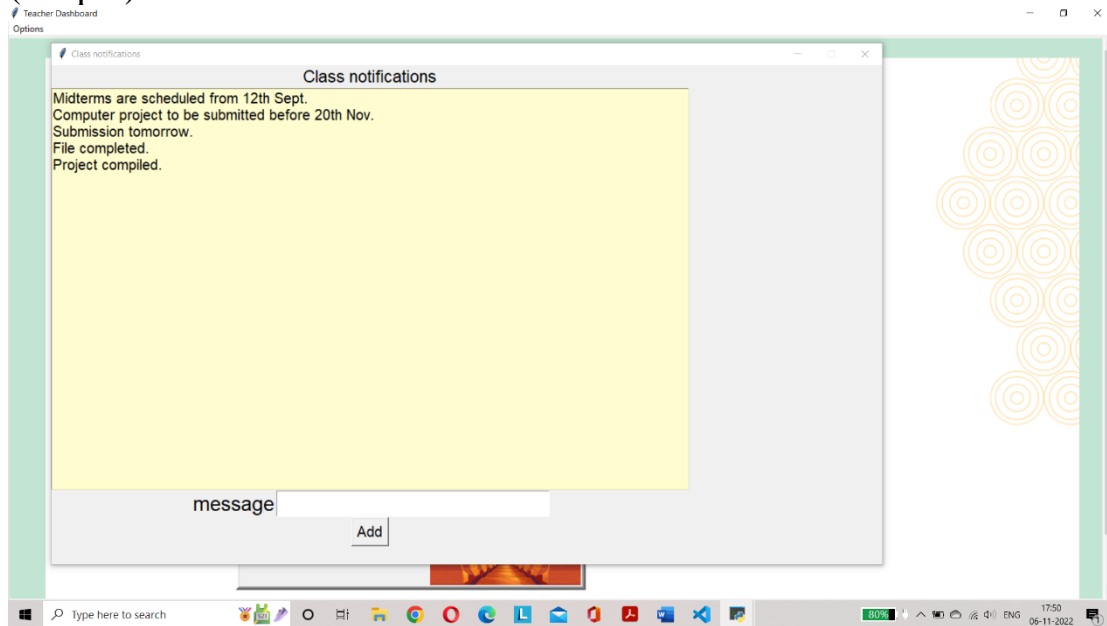 Teacher Dashboard
Options
Class notifications
Class notifications
Midterms are scheduled from 12th Sept.
Computer project to be submitted before 20th Nov.
Submission tomorrow.
File completed.
Project compiled.
message
Add
Type here to search
80%
ENG
17:50
06-11-2022